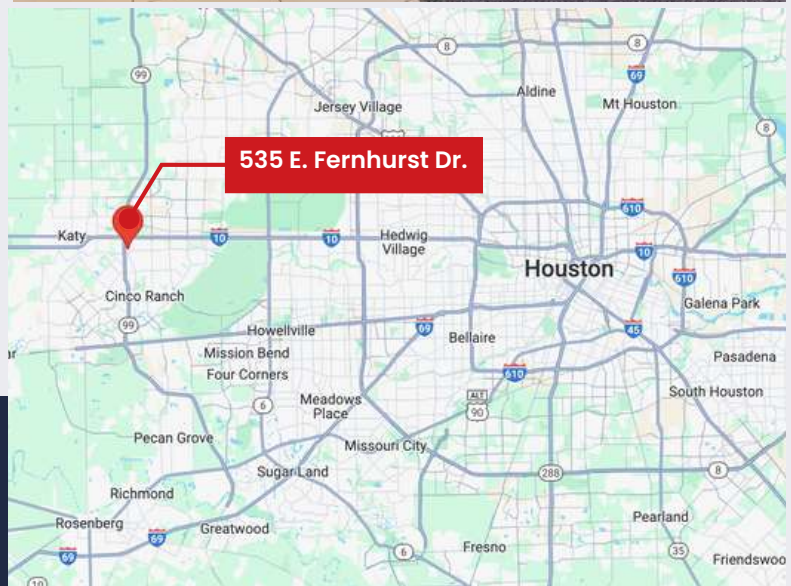 8
8
69
99
Aldine
Jersey Village
Mt Houston
8
535 E. Fernhurst Dr.
610
Katy
10
10
Hedwig
Village
10
Houston
610
Cinco Ranch
Galena Park
99
Howellville
69
45
Bellaire
Mission Bend
Pasadena
Four Corners
610
South Houston
Meadows
Place
ALT
90
6
Pecan Grove
Missouri City
Sugar Land
288
8
Richmond
Rosenberg
69
Greatwood
Pearland
69
6
Fresno
35
Friendswoo
10